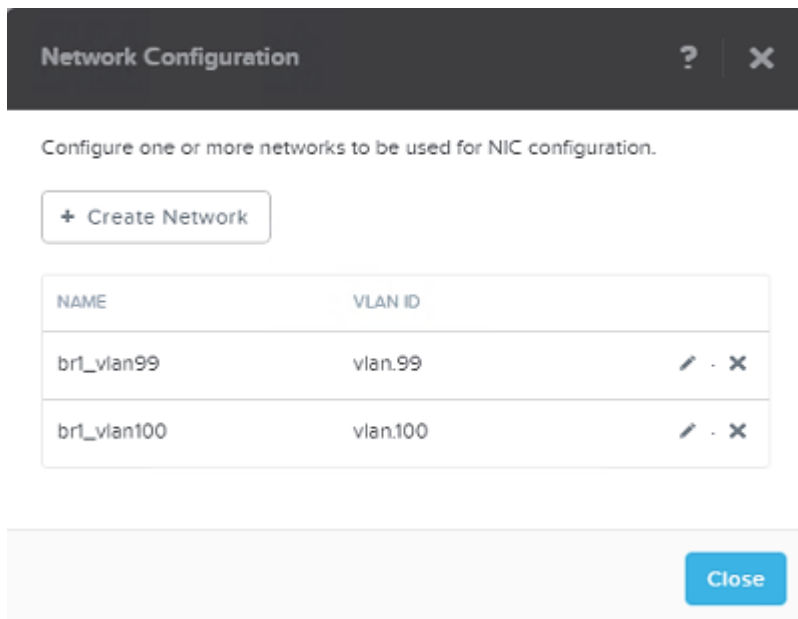 Network Configuration ? ×
Configure one or more networks to be used for NIC configuration.
+ Create Network
NAME VLAN ID
br1_vlan99 vlan.99 · ×
br1_vlan100 vlan.100 · ×
Close